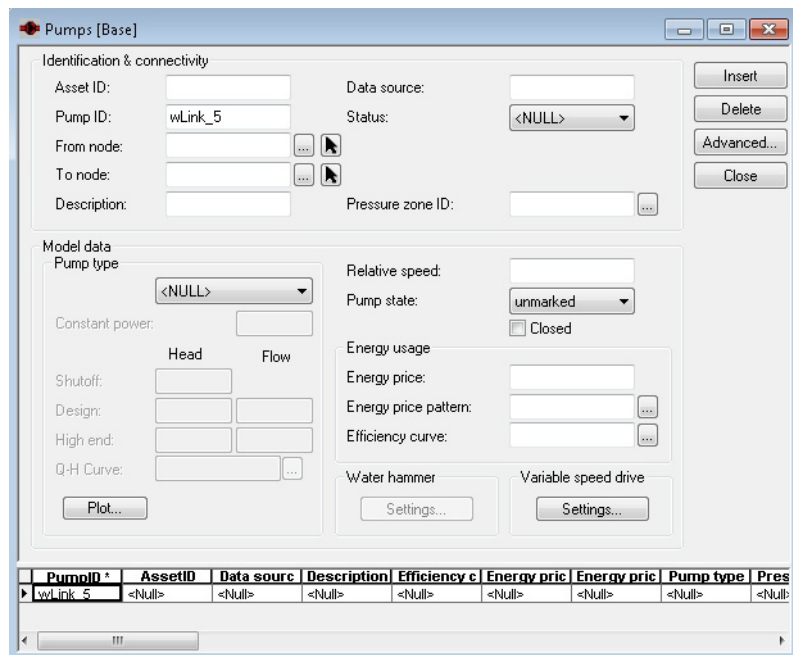 Pumps [Base]
Identification & connectivity
Asset ID:
Data source:
Insert
Pump ID: wLink_5
Status: <NULL>
Delete
From node: ...
Advanced...
To node: ...
Close
Description:
Pressure zone ID: ...
Model data
Pump type
<NULL>
Relative speed:
Pump state: unmarked
Constant power:
Closed
Head Flow
Energy usage
Shutoff:
Energy price:
Design:
Energy price pattern: ...
High end:
Efficiency curve: ...
Q-H Curve: ...
Water hammer
Variable speed drive
Plot...
Settings...
Settings...
PumpID * AssetID Data sourc Description Efficiency c Energy pric Energy pric Pump type Pres
wLink_5 <Null> <Null> <Null> <Null> <Null> <Null> <Null> <Null>